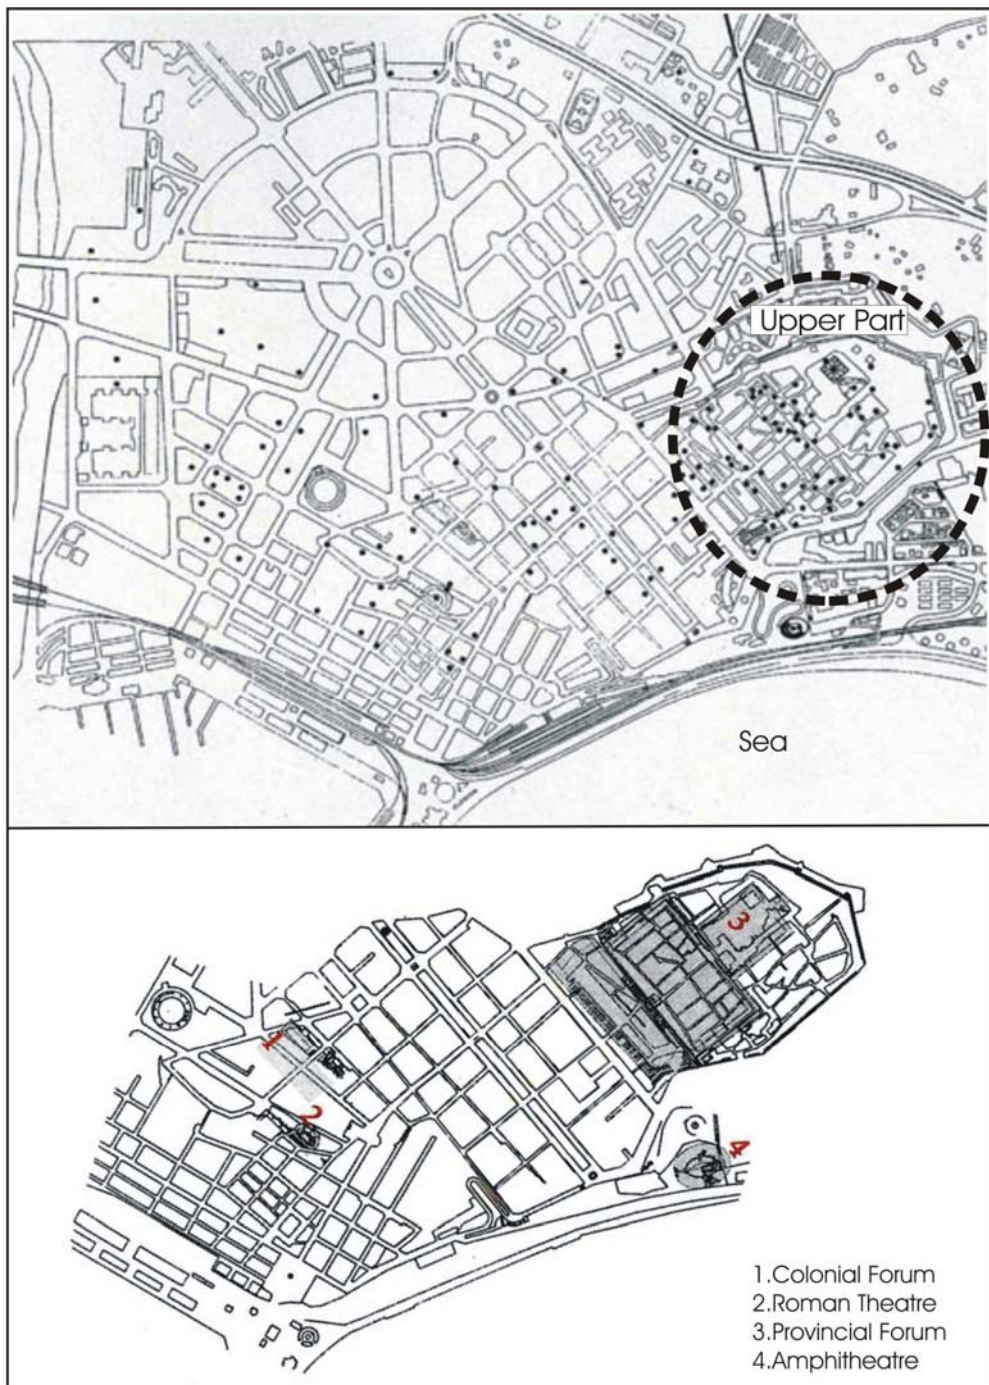 Upper Part
Sea
3
1
2
4
1.Colonial Forum
2.Roman Theatre
3.Provincial Forum
4.Amphitheatre